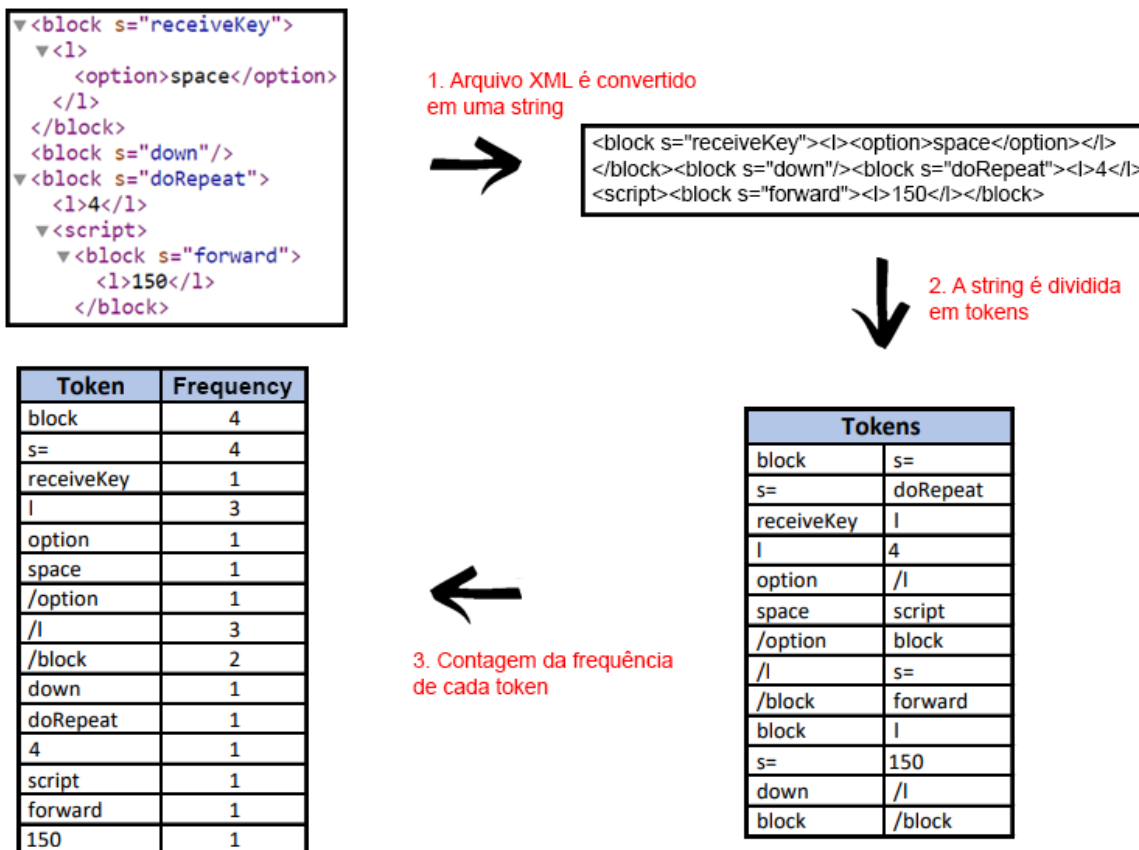 ▼<block s="receiveKey">
▼<l>
<option>space</option>
</l>
</block>
<block s="down"/>
▼<block s="doRepeat">
<l>4</l>
▼<script>
▼<block s="forward">
<l>150</l>
</block>
1. Arquivo XML é convertido
em uma string
<block s="receiveKey"><l><option>space</option></l>
</block><block s="down"/><block s="doRepeat"><l>4</l>
<script><block s="forward"><l>150</l></block>
2. A string é dividida
em tokens
Tokens
block s=
s= doRepeat
receiveKey l
l 4
option /l
space script
/option block
/l s=
/block forward
block l
s= 150
down /l
block /block
3. Contagem da frequência
de cada token
Token Frequency
block 4
s= 4
receiveKey 1
l 3
option 1
space 1
/option 1
/l 3
/block 2
down 1
doRepeat 1
4 1
script 1
forward 1
150 1